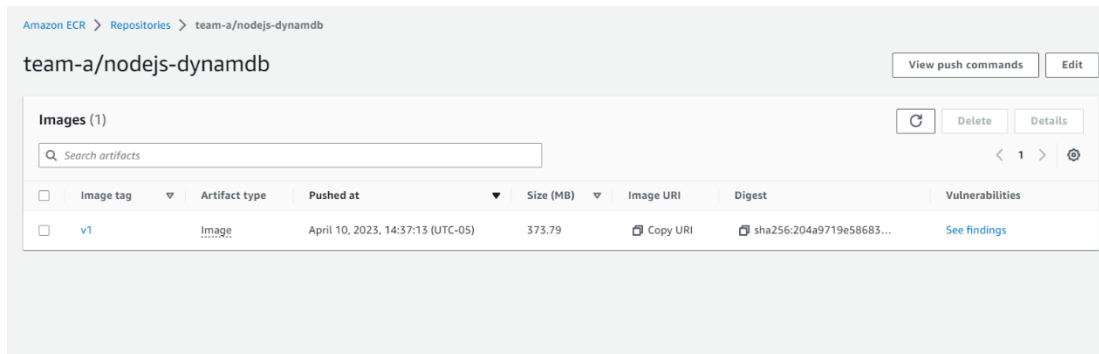 Amazon ECR > Repositories > team-a/nodejs-dynamdb
team-a/nodejs-dynamdb
View push commands
Edit
Images (1)
Delete
Details
Search artifacts
< 1 >
Image tag Artifact type Pushed at Size (MB) Image URI Digest Vulnerabilities
v1 Image April 10, 2023, 14:37:13 (UTC-05) 373.79 Copy URI sha256:204a9719e58683... See findings